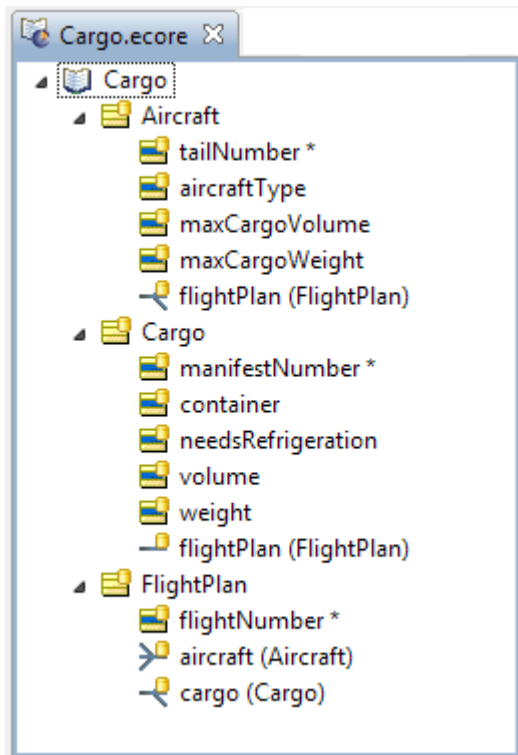 Cargo.ecore
Cargo
Aircraft
tailNumber *
aircraftType
maxCargoVolume
maxCargoWeight
flightPlan (FlightPlan)
Cargo
manifestNumber *
container
needsRefrigeration
volume
weight
flightPlan (FlightPlan)
FlightPlan
flightNumber *
aircraft (Aircraft)
cargo (Cargo)